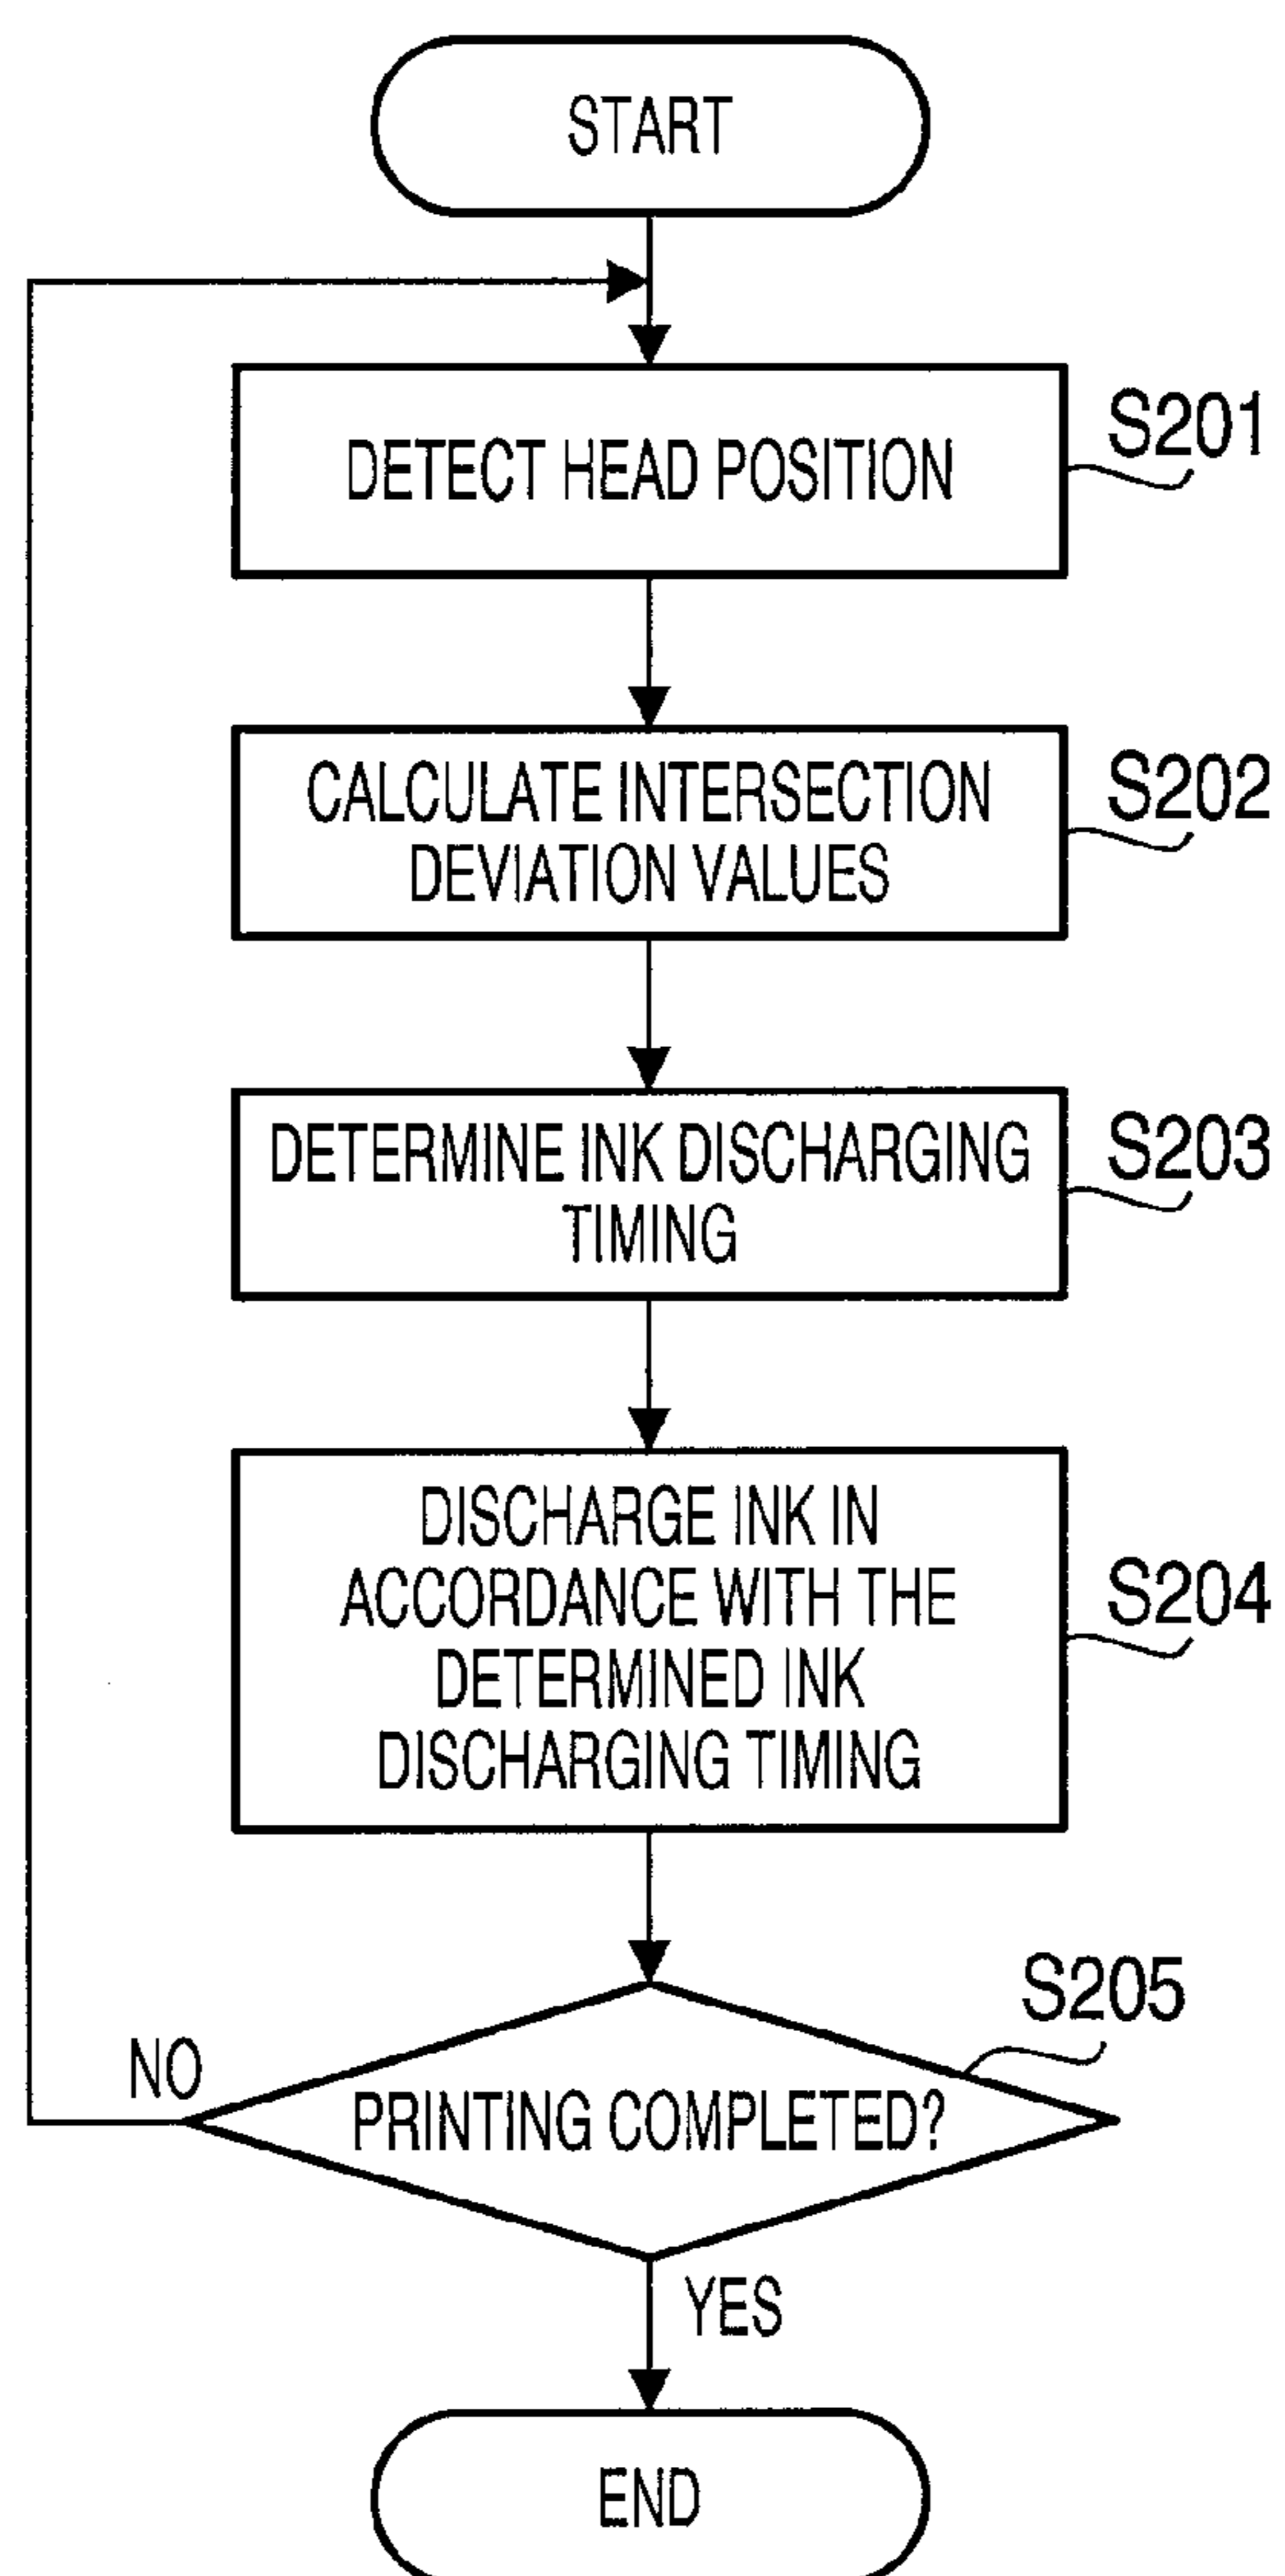 START
DETECT HEAD POSITION
S201
CALCULATE INTERSECTION
DEVIATION VALUES
S202
DETERMINE INK DISCHARGING
TIMING
S203
DISCHARGE INK IN
ACCORDANCE WITH THE
DETERMINED INK
DISCHARGING TIMING
S204
S205
NO
PRINTING COMPLETED?
YES
END